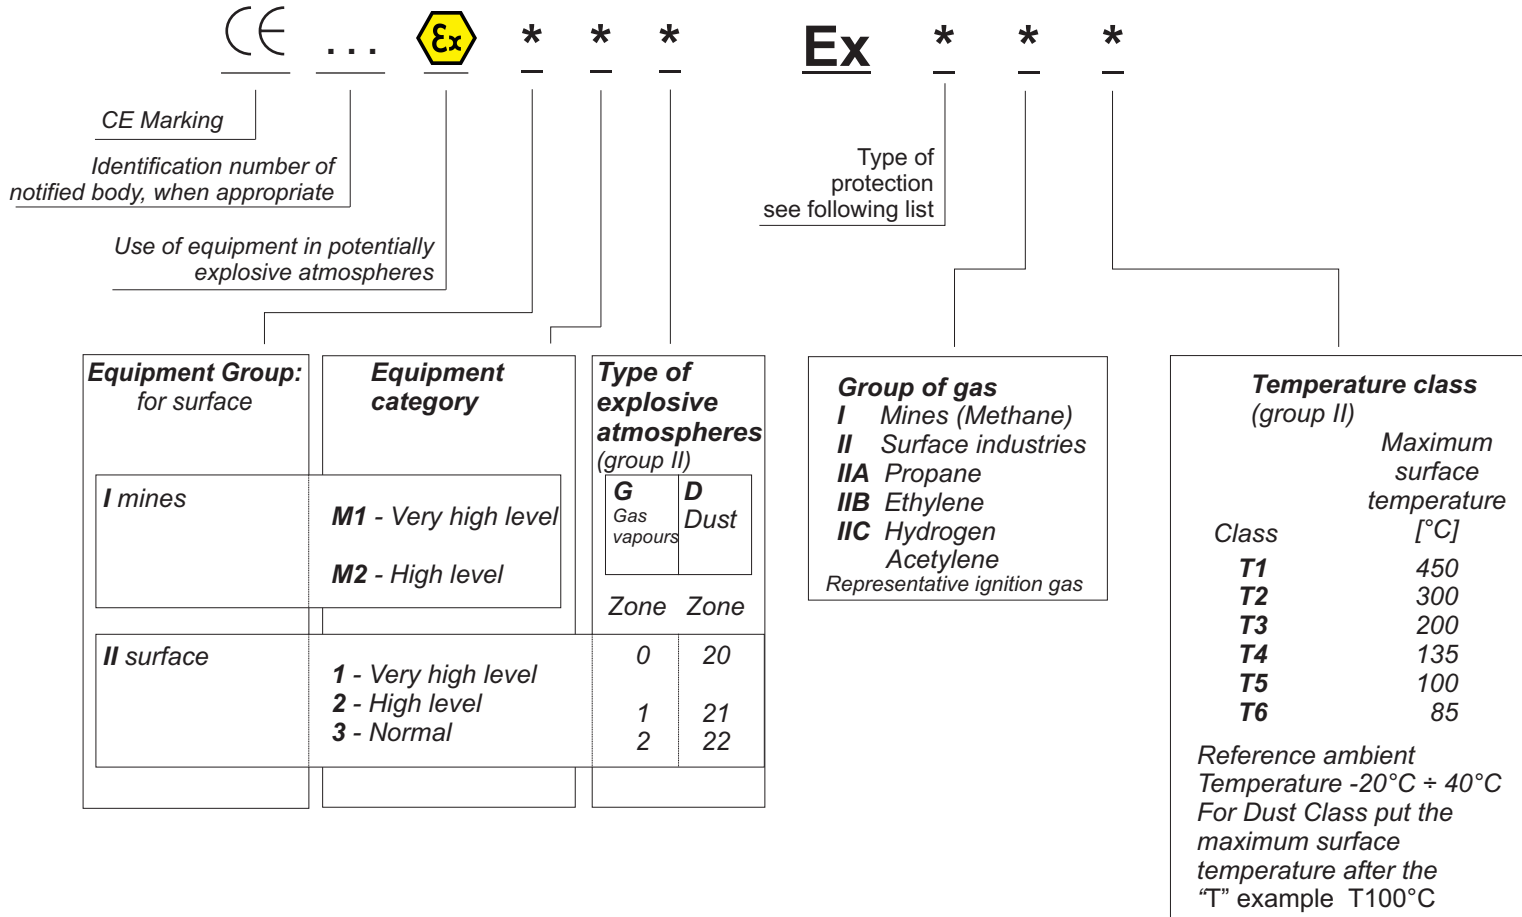 CE ... Ex * * * Ex * * *
CE Marking
Identification number of
notified body, when appropriate
Use of equipment in potentially
explosive atmospheres
Type of
protection
see following list
Equipment Group:
for surface
I mines
II surface
Equipment
category
M1 - Very high level
M2 - High level
1 - Very high level
2 - High level
3 - Normal
Type of
explosive
atmospheres
(group II)
G D
Gas Dust
vapours
Zone Zone
0 20
1 21
2 22
Group of gas
I Mines (Methane)
II Surface industries
IIA Propane
IIB Ethylene
IIC Hydrogen
Acetylene
Representative ignition gas
Temperature class
(group II)
Maximum
surface
temperature
Class [°C]
T1 450
T2 300
T3 200
T4 135
T5 100
T6 85
Reference ambient
Temperature -20°C ÷ 40°C
For Dust Class put the
maximum surface
temperature after the
“T” example T100°C